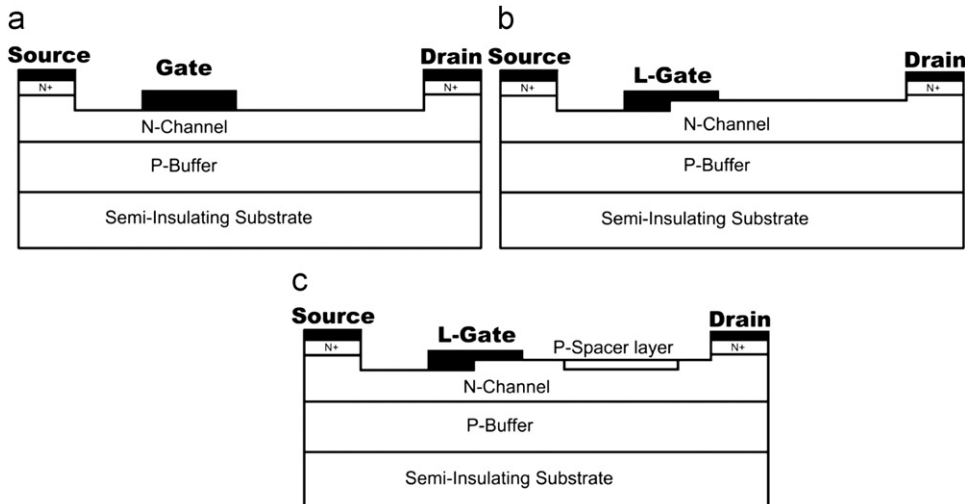 a
Source
Gate
Drain
N+
N+
N-Channel
P-Buffer
Semi-Insulating Substrate
b
Source
L-Gate
Drain
N+
N+
N-Channel
P-Buffer
Semi-Insulating Substrate
c
Source
L-Gate
P-Spacer layer
Drain
N+
N+
N-Channel
P-Buffer
Semi-Insulating Substrate